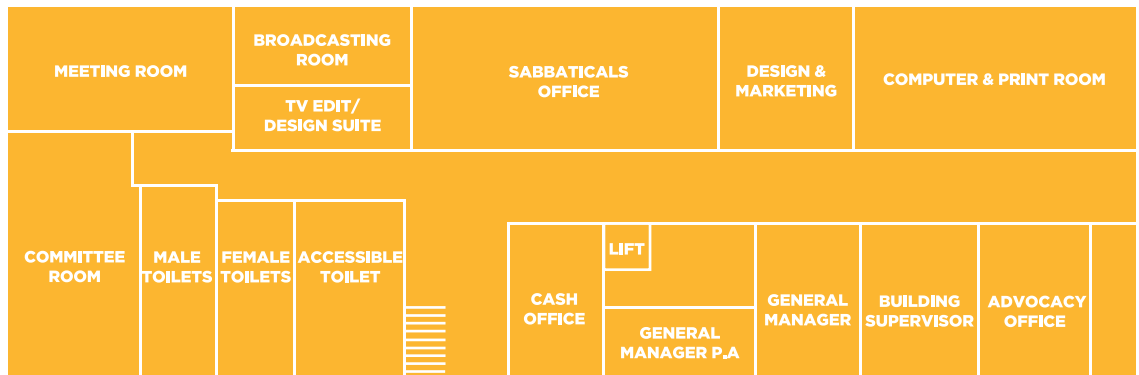 MEETING ROOM
BROADCASTING
ROOM
TV EDIT/
DESIGN SUITE
SABBATICALS
OFFICE
DESIGN &
MARKETING
COMPUTER & PRINT ROOM
COMMITTEE
ROOM
MALE
TOILETS
FEMALE
TOILETS
ACCESSIBLE
TOILET
CASH
OFFICE
LIFT
GENERAL
MANAGER P.A
GENERAL
MANAGER
BUILDING
SUPERVISOR
ADVOCACY
OFFICE